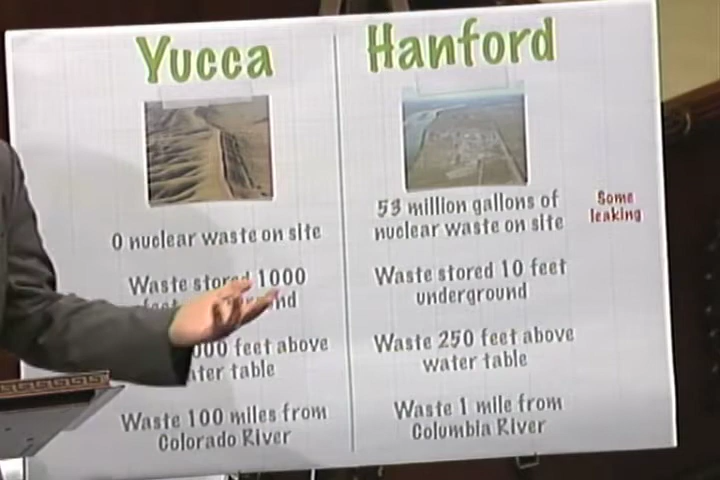 Yucca
0 nuclear waste on site
Waste stored 1000
000 feet above
water table
Waste 100 miles from
Colorado River
Hanford
53 million gallons of
nuclear waste on site
Some
leaking
Waste stored 10 feet
underground
Waste 250 feet above
water table
Waste 1 mile from
Columbia River